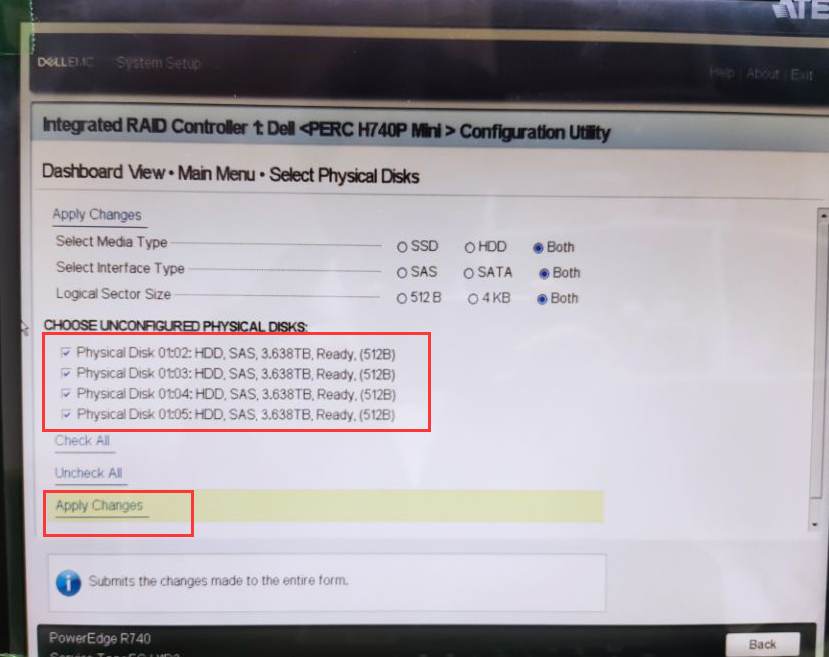 ATE
DELLEMC System Setup
Help | About | Exit
Integrated RAID Controller 1: Dell <PERC H740P Mini> Configuration Utility
Dashboard View • Main Menu • Select Physical Disks
Apply Changes
Select Media Type SSD HDD Both
Select Interface Type SAS SATA Both
Logical Sector Size 512 B 4 KB Both
CHOOSE UNCONFIGURED PHYSICAL DISKS:
Physical Disk 01:02: HDD, SAS, 3.638TB, Ready, (512B)
Physical Disk 01:03: HDD, SAS, 3.638TB, Ready, (512B)
Physical Disk 01:04: HDD, SAS, 3.638TB, Ready, (512B)
Physical Disk 01:05: HDD, SAS, 3.638TB, Ready, (512B)
Check All
Uncheck All
Apply Changes
i Submits the changes made to the entire form.
PowerEdge R740
Back